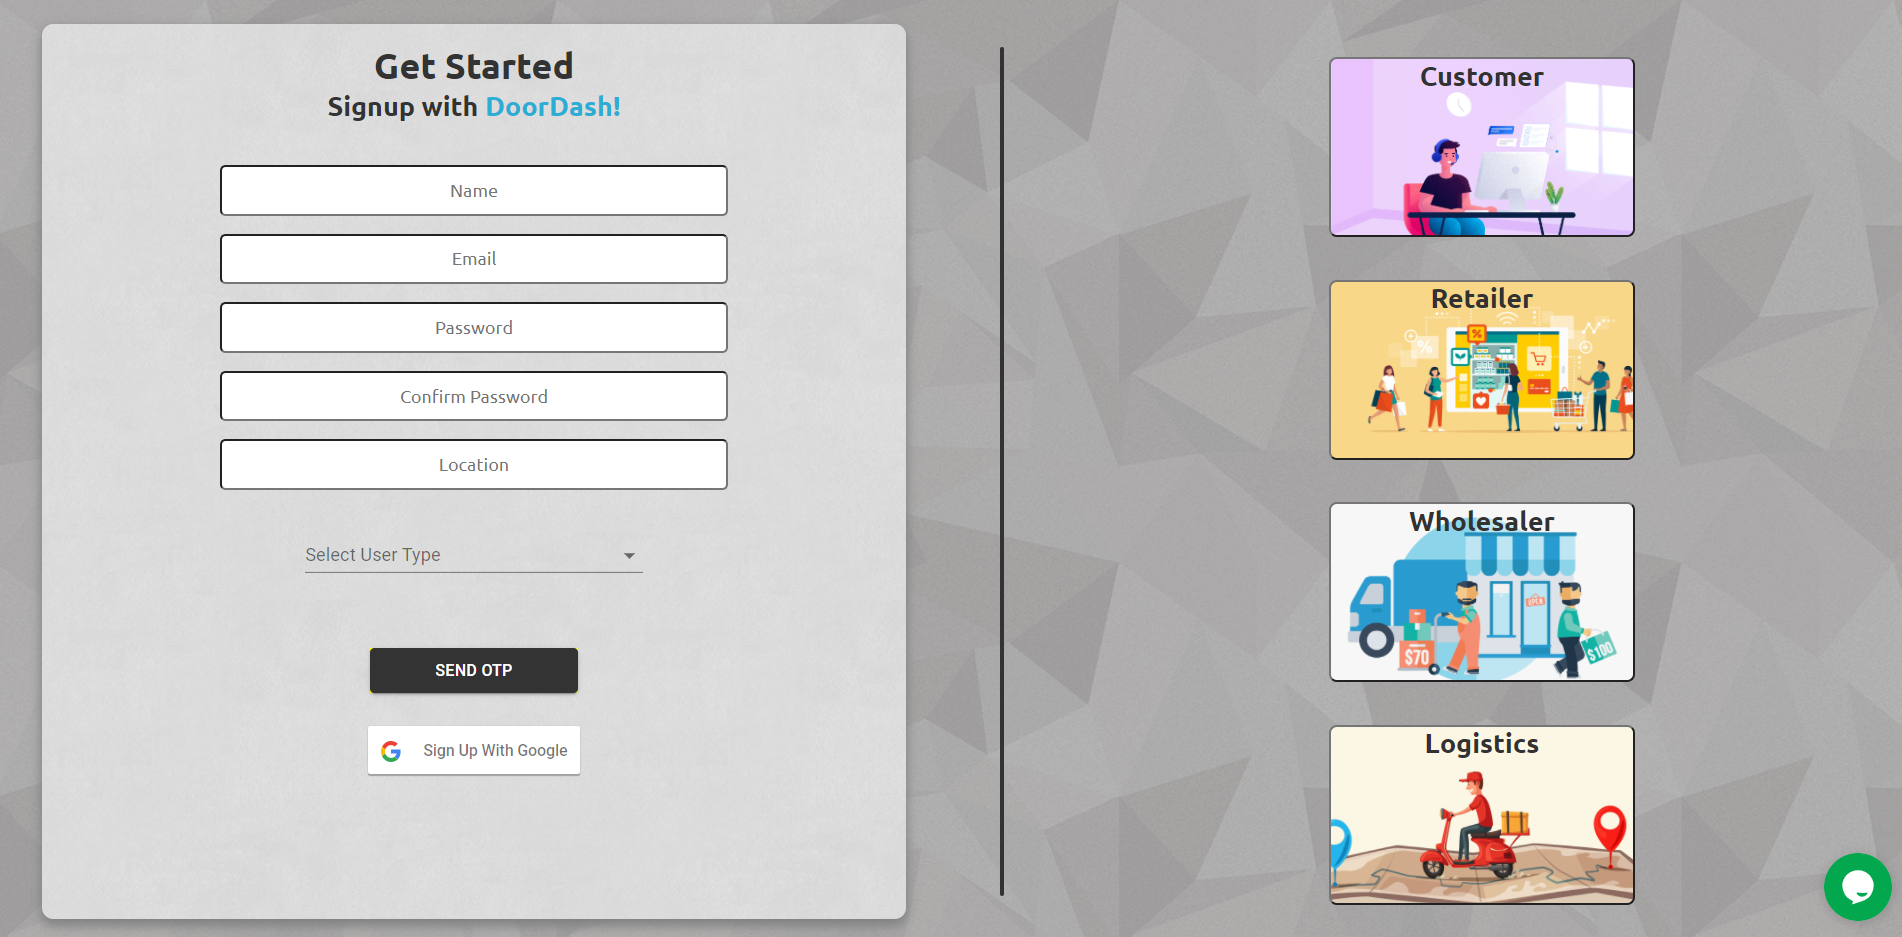 Get Started
Signup with DoorDash!
Name
Email
Password
Confirm Password
Location
Select User Type
SEND OTP
Sign Up With Google
Customer
Retailer
%
%
Wholesaler
OPEN
$70
$100
Logistics